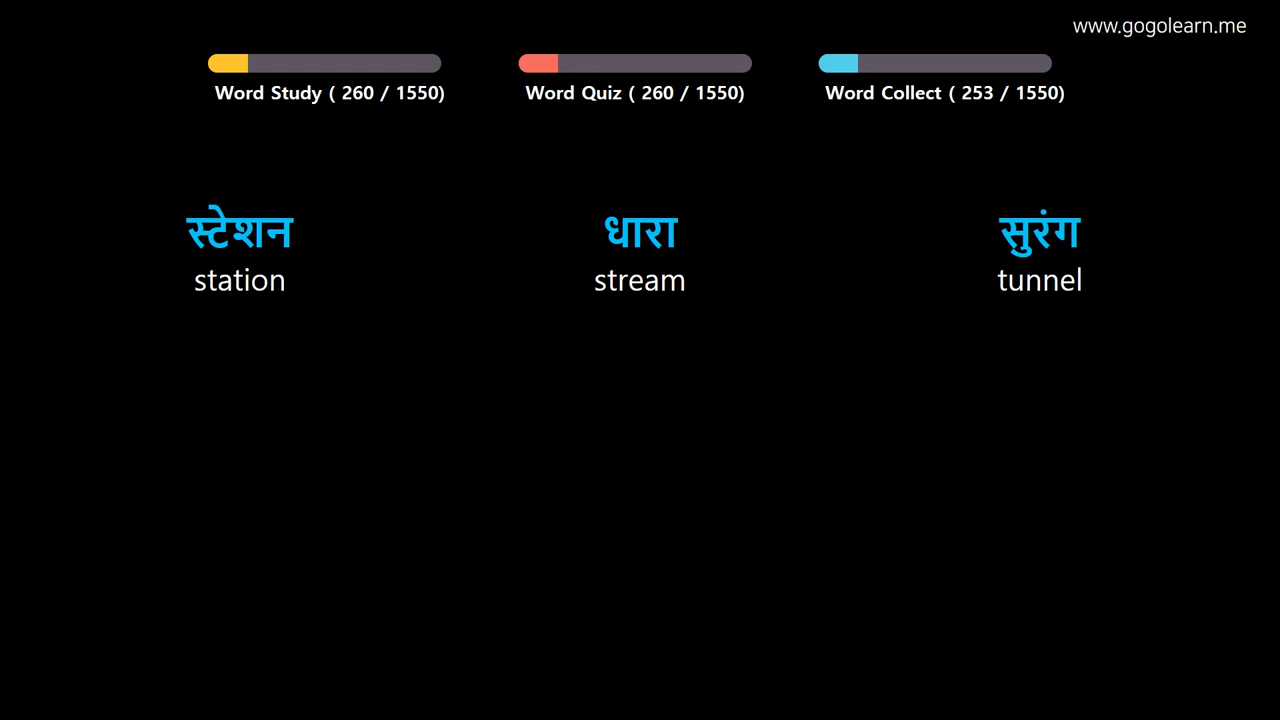 www.gogolearn.me
Word Study ( 260 / 1550)
Word Quiz ( 260 / 1550)
Word Collect ( 253 / 1550)
स्टेशन
station
धारा
stream
सुरंग
tunnel